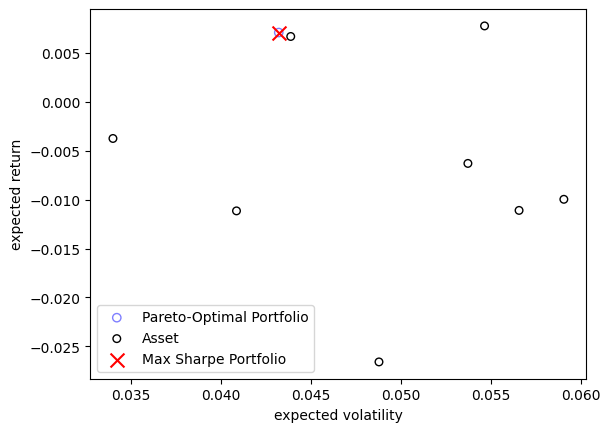 0.005
0.000
−0.005
−0.010
−0.015
−0.020
−0.025
expected return
Pareto-Optimal Portfolio
Asset
Max Sharpe Portfolio
0.035
0.040
0.045
0.050
0.055
0.060
expected volatility